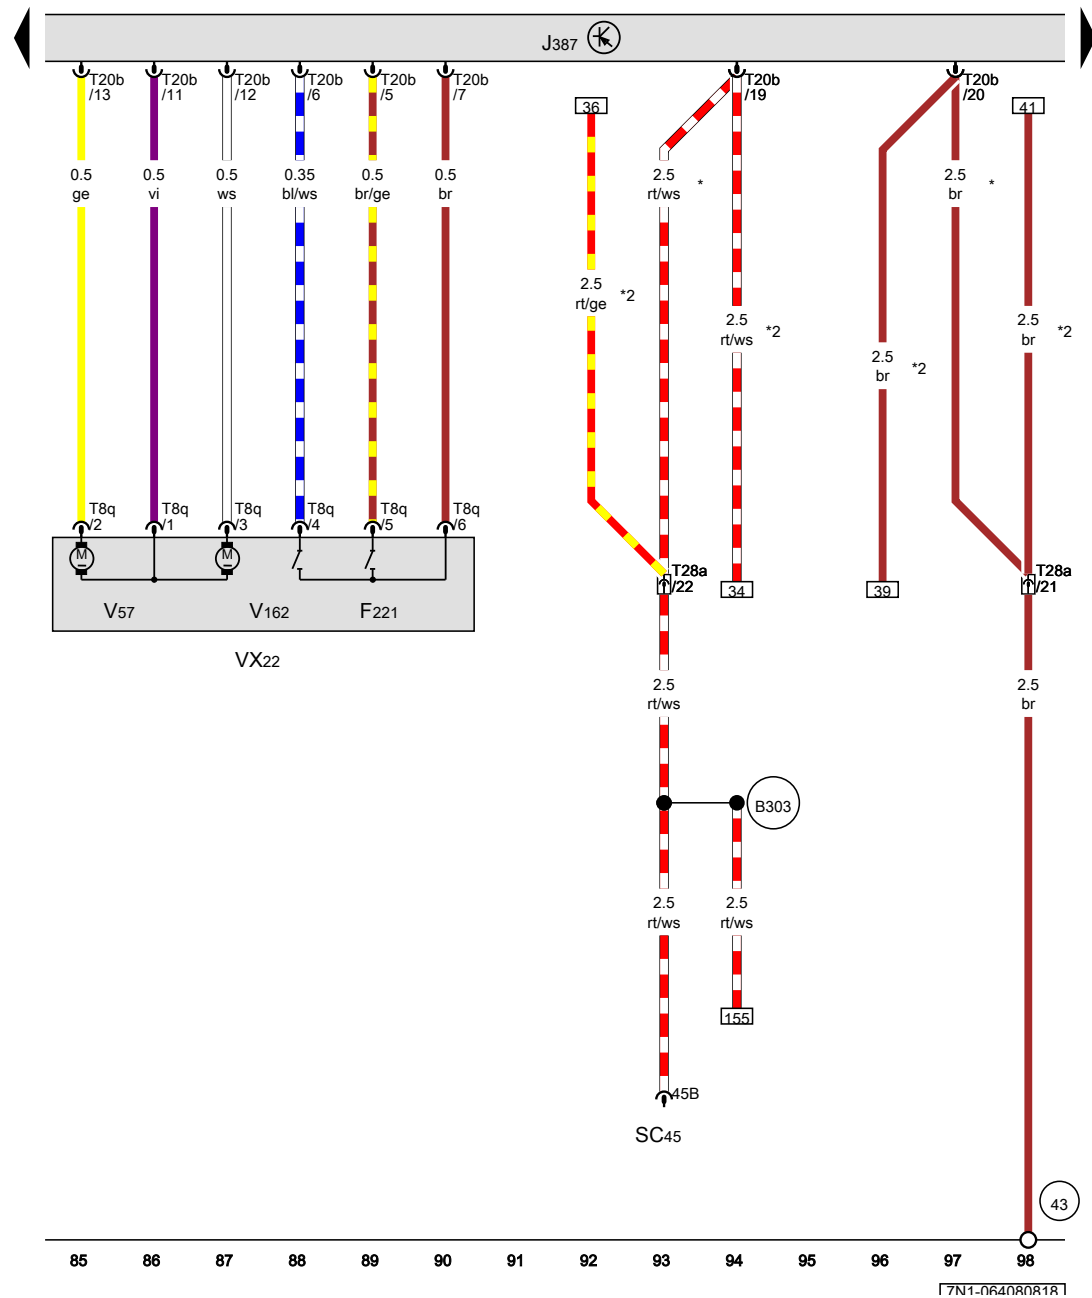 J387
T20b /13
T20b /11
T20b /12
T20b /6
T20b /5
T20b /7
T20b /19
T20b /20
36
41
0.5 ge
0.5 vi
0.5 ws
0.35 bl/ws
0.5 br/ge
0.5 br
2.5 rt/ws *
2.5 br *
2.5 rt/ge *2
2.5 rt/ws *2
2.5 br *2
2.5 br *2
T8q /2
T8q /1
T8q /3
T8q /4
T8q /5
T8q /6
M
M
V57
V162
F221
VX22
T28a /22
34
39
T28a /21
2.5 rt/ws
2.5 br
B303
2.5 rt/ws
2.5 rt/ws
155
45B
SC45
43
85 86 87 88 89 90 91 92 93 94 95 96 97 98
7N1-064080818